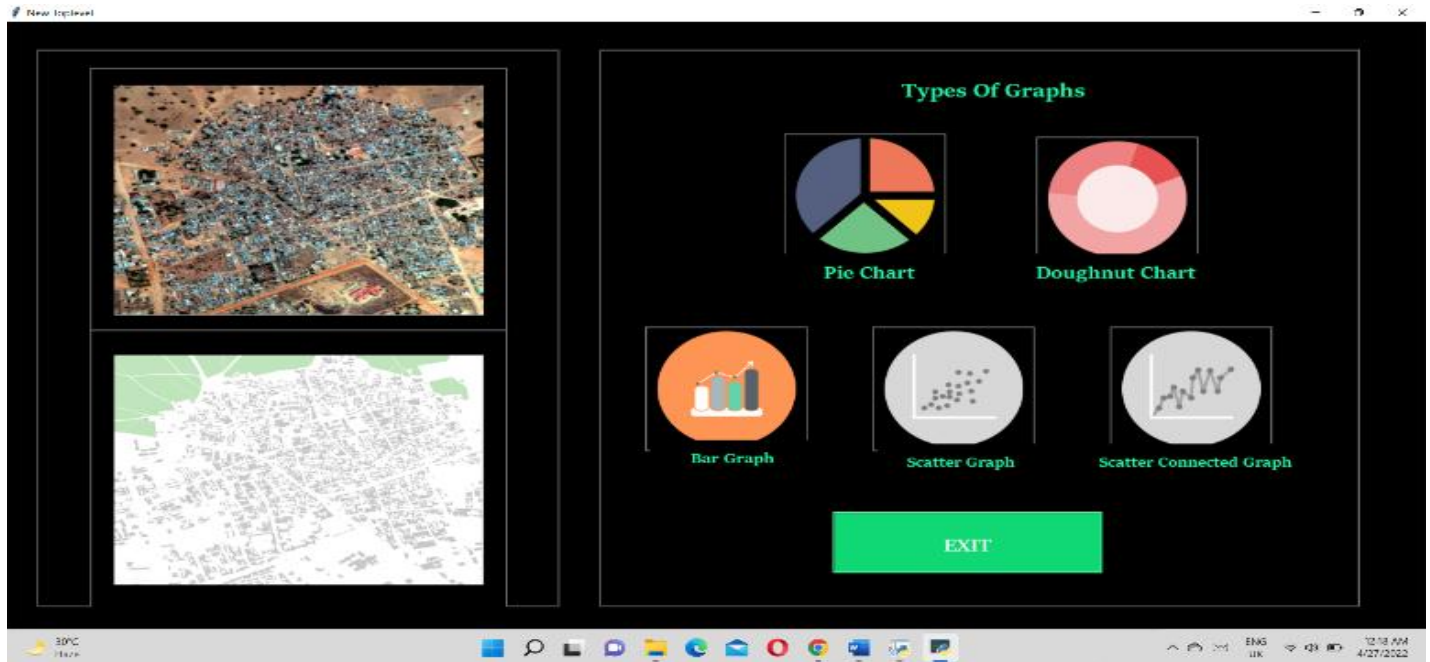 New Toplevel
Types Of Graphs
Pie Chart
Doughnut Chart
Bar Graph
Scatter Graph
Scatter Connected Graph
EXIT
30°C
Haze
ENG
UK
12:18 AM
4/27/2022